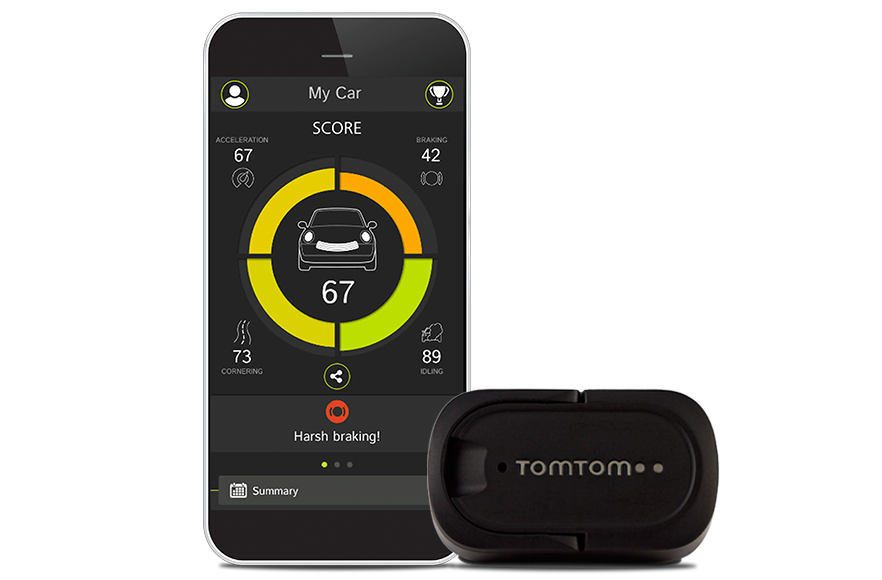 My Car
SCORE
ACCELERATION
67
BRAKING
42
67
73
CORNERING
89
IDLING
Harsh braking!
Summary
TOMTOM